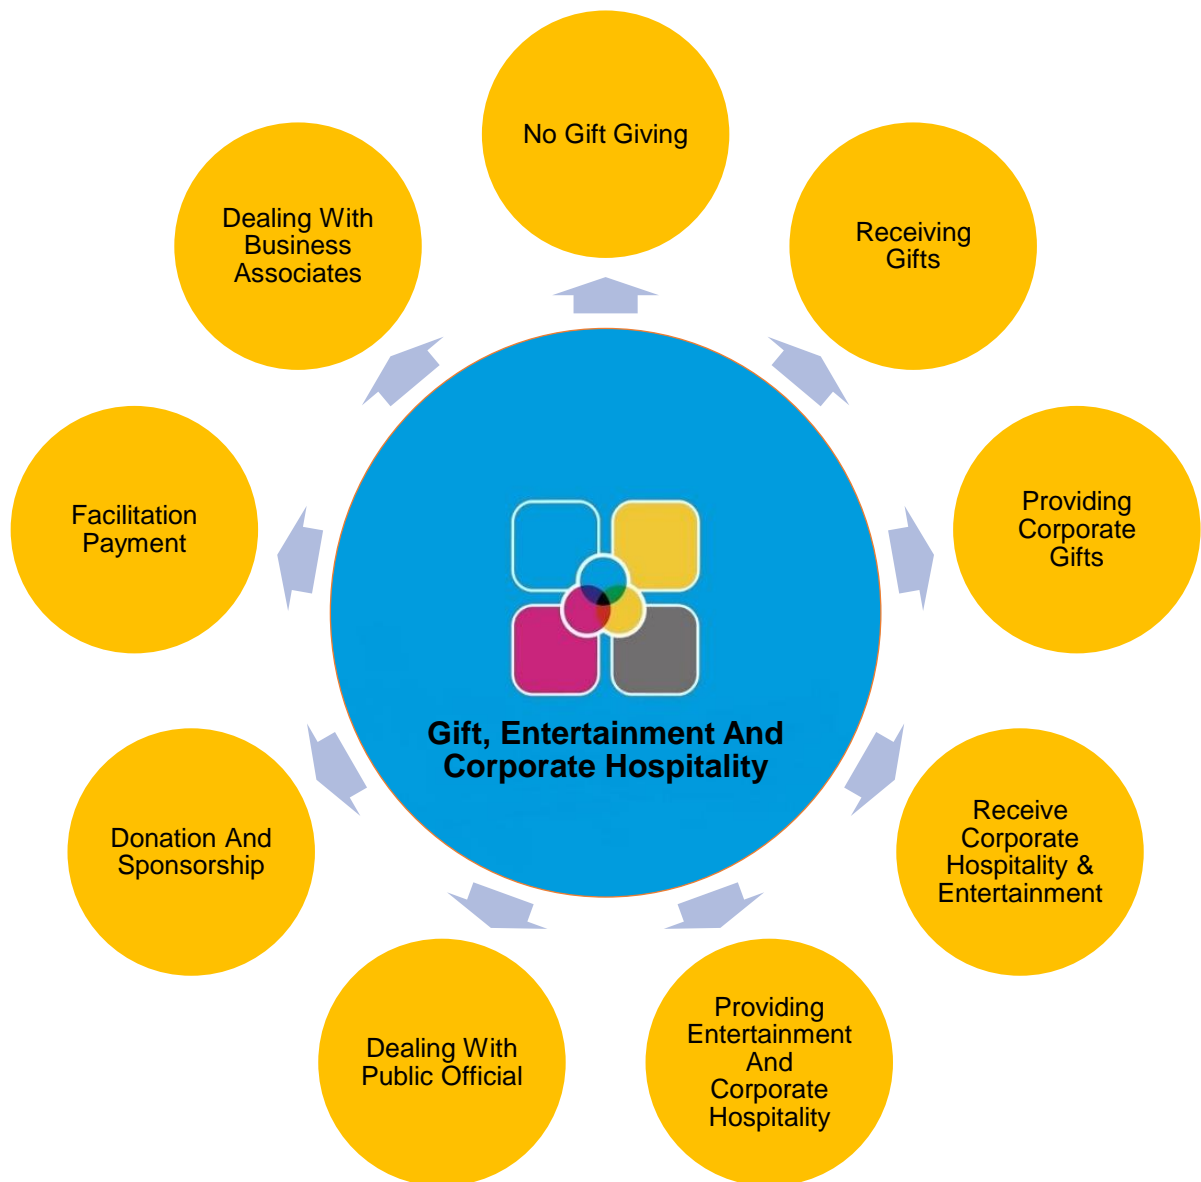 No Gift Giving
Receiving
Gifts
Providing
Corporate
Gifts
Receive
Corporate
Hospitality &
Entertainment
Providing
Entertainment
And
Corporate
Hospitality
Dealing With
Public Official
Donation And
Sponsorship
Facilitation
Payment
Dealing With
Business
Associates
Gift, Entertainment And
Corporate Hospitality